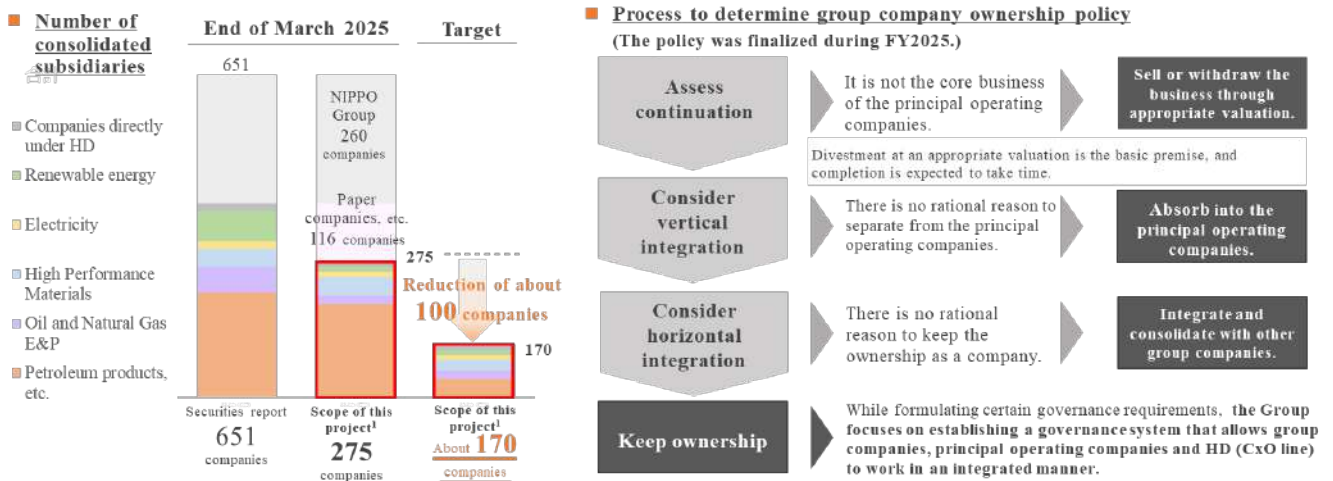 Number of
consolidated
subsidiaries
End of March 2025
Target
651
NIPPO
Group
260
companies
Paper
companies, etc.
116 companies
275
Reduction of about
100 companies
170
Companies directly
under HD
Renewable energy
Electricity
High Performance
Materials
Oil and Natural Gas
E&P
Petroleum products,
etc.
Securities report
651
companies
Scope of this
project¹
275
companies
Scope of this
project¹
About 170
companies
Process to determine group company ownership policy
(The policy was finalized during FY2025.)
Assess
continuation
It is not the core business
of the principal operating
companies.
Sell or withdraw the
business through
appropriate valuation.
Divestment at an appropriate valuation is the basic premise, and
completion is expected to take time.
Consider
vertical
integration
There is no rational reason to
separate from the principal
operating companies.
Absorb into the
principal operating
companies.
Consider
horizontal
integration
There is no rational
reason to keep the
ownership as a company.
Integrate and
consolidate with other
group companies.
Keep ownership
While formulating certain governance requirements, the Group
focuses on establishing a governance system that allows group
companies, principal operating companies and HD (CxO line)
to work in an integrated manner.